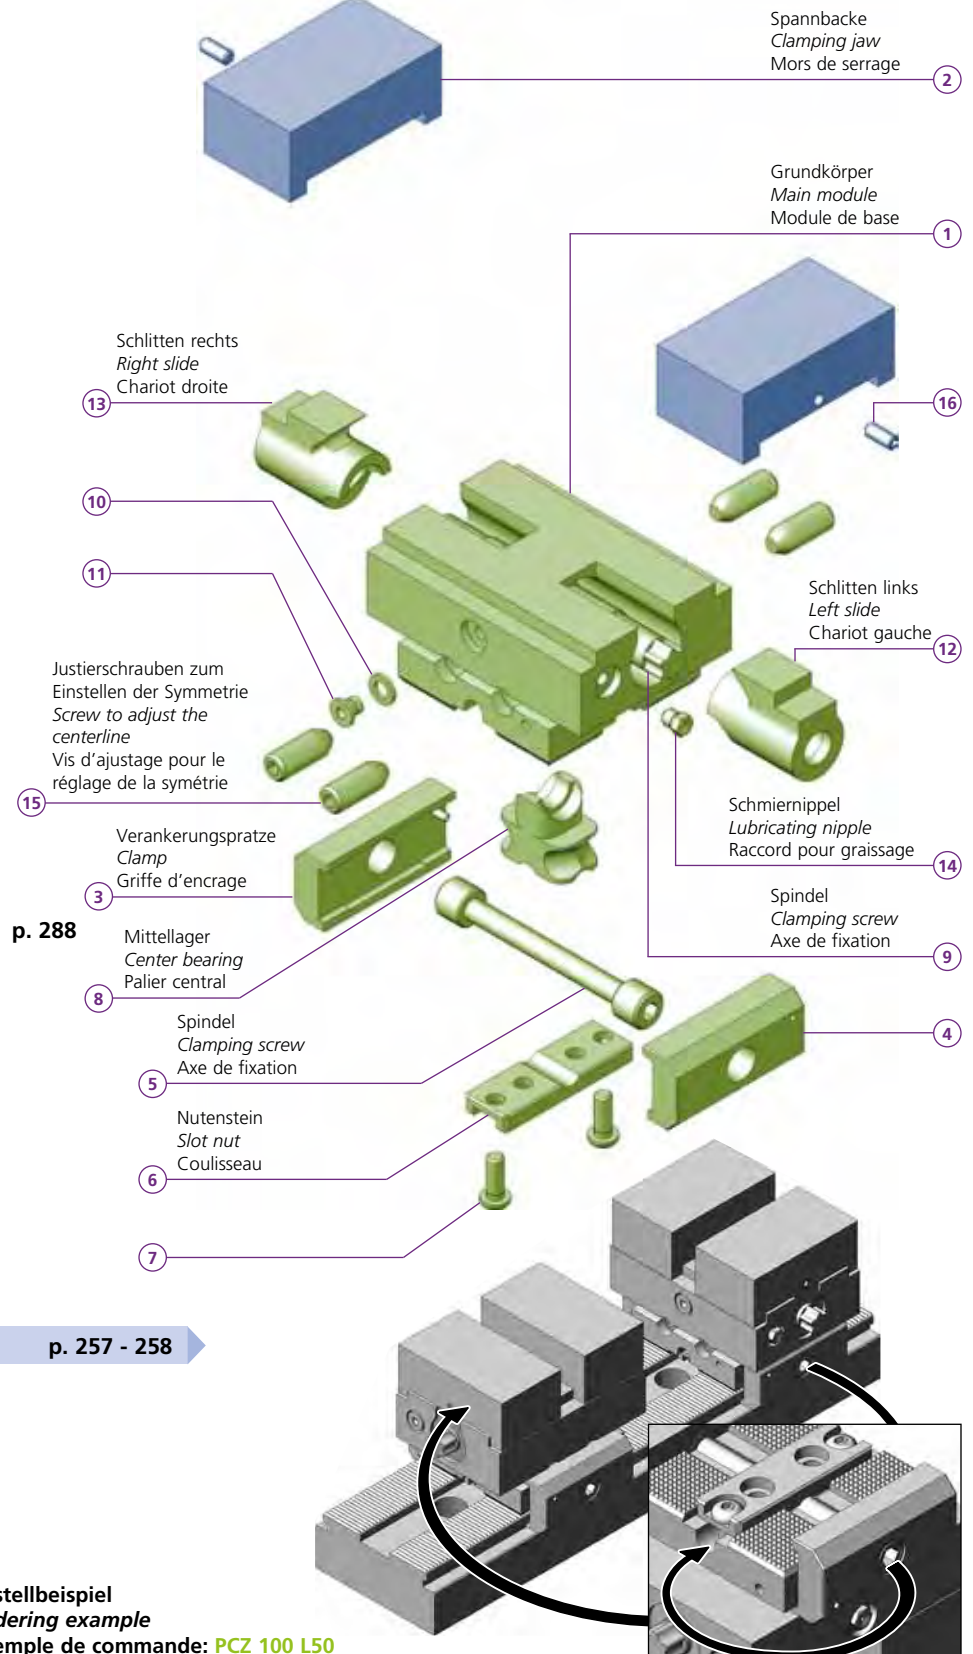 Spannbacke
Clamping jaw
Mors de serrage
2
Grundkörper
Main module
Module de base
1
Schlitten rechts
Right slide
Chariot droite
13
16
10
11
Schlitten links
Left slide
Chariot gauche
12
Justierschrauben zum
Einstellen der Symmetrie
Screw to adjust the
centerline
Vis d’ajustage pour le
réglage de la symétrie
15
Schmiernippel
Lubricating nipple
Raccord pour graissage
14
Verankerungspratze
Clamp
Griffe d’encrage
3
p. 288
Spindel
Clamping screw
Axe de fixation
9
Mittellager
Center bearing
Palier central
8
4
Spindel
Clamping screw
Axe de fixation
5
Nutenstein
Slot nut
Coulisseau
6
7
p. 257 - 258
stellbeispiel
dering example
emple de commande: PCZ 100 L50